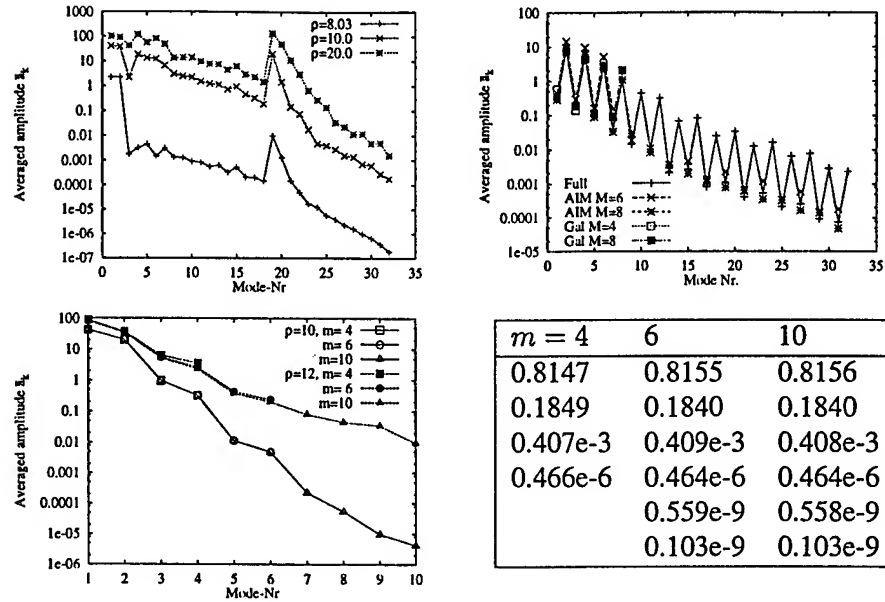 Averaged amplitude ā_k
1000
100
10
1
0.1
0.01
0.001
0.0001
1e-05
1e-06
1e-07
ρ=8.03
ρ=10.0
ρ=20.0
0 5 10 15 20 25 30 35
Mode-Nr
Averaged amplitude ā_k
100
10
1
0.1
0.01
0.001
0.0001
1e-05
Full
AIM M=6
AIM M=8
Gal M=4
Gal M=8
0 5 10 15 20 25 30 35
Mode Nr.
Averaged amplitude ā_k
100
10
1
0.1
0.01
0.001
0.0001
1e-05
1e-06
ρ=10, m= 4
m= 6
m=10
ρ=12, m= 4
m= 6
m=10
1 2 3 4 5 6 7 8 9 10
Mode-Nr
m = 4 6 10
0.8147 0.8155 0.8156
0.1849 0.1840 0.1840
0.407e-3 0.409e-3 0.408e-3
0.466e-6 0.464e-6 0.464e-6
0.559e-9 0.558e-9
0.103e-9 0.103e-9